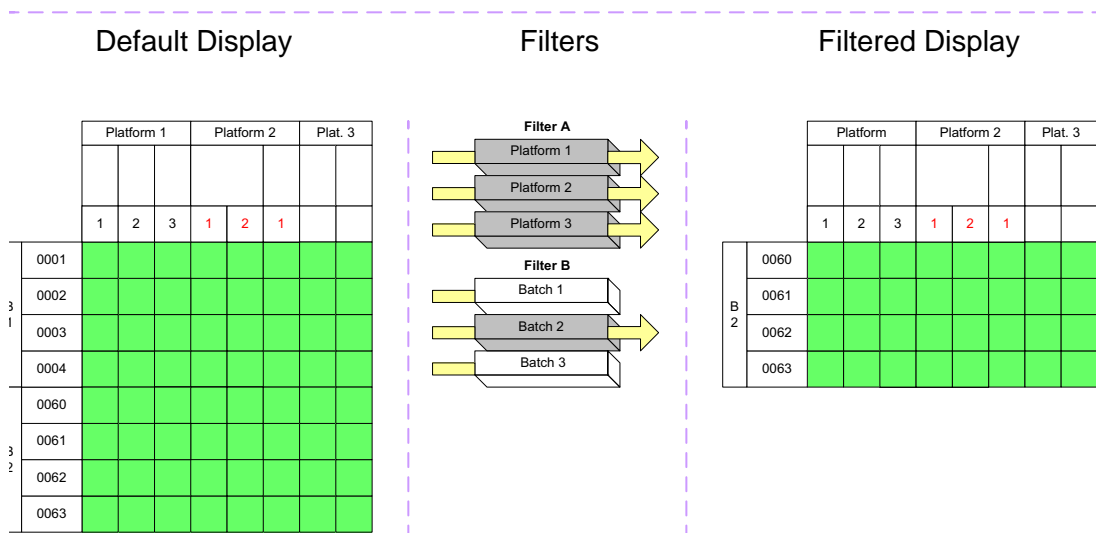 Default Display
Filters
Filtered Display
Platform 1 Platform 2 Plat. 3
1 2 3 1 2 1
B
1
0001
0002
0003
0004
B
2
0060
0061
0062
0063
Filter A
Platform 1
Platform 2
Platform 3
Filter B
Batch 1
Batch 2
Batch 3
Platform Platform 2 Plat. 3
1 2 3 1 2 1
B
2
0060
0061
0062
0063